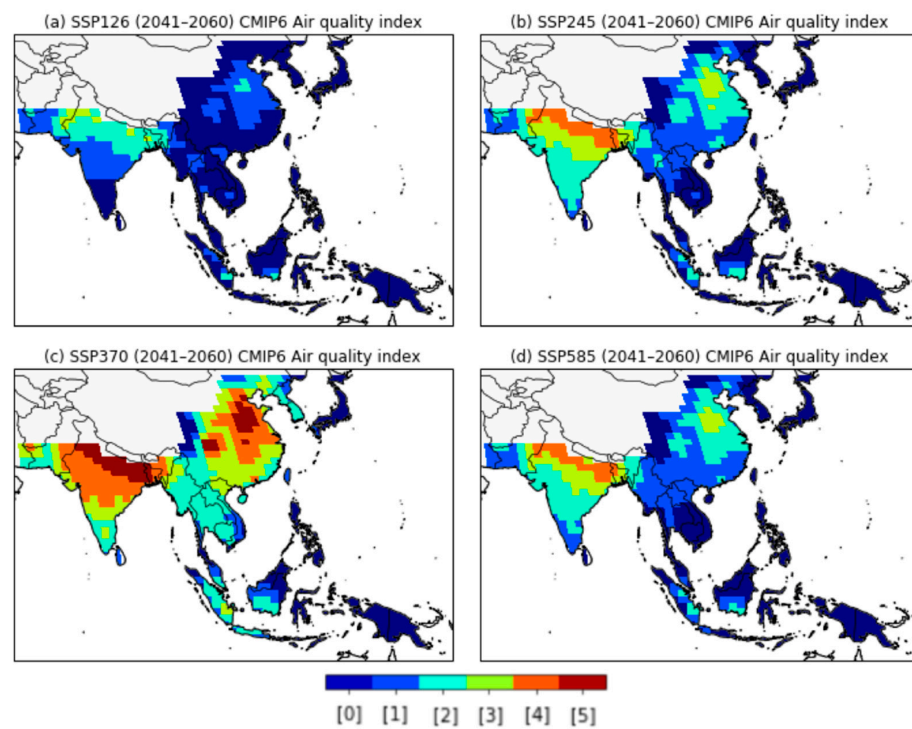 (a) SSP126 (2041–2060) CMIP6 Air quality index
(b) SSP245 (2041–2060) CMIP6 Air quality index
(c) SSP370 (2041–2060) CMIP6 Air quality index
(d) SSP585 (2041–2060) CMIP6 Air quality index
[0] [1] [2] [3] [4] [5]